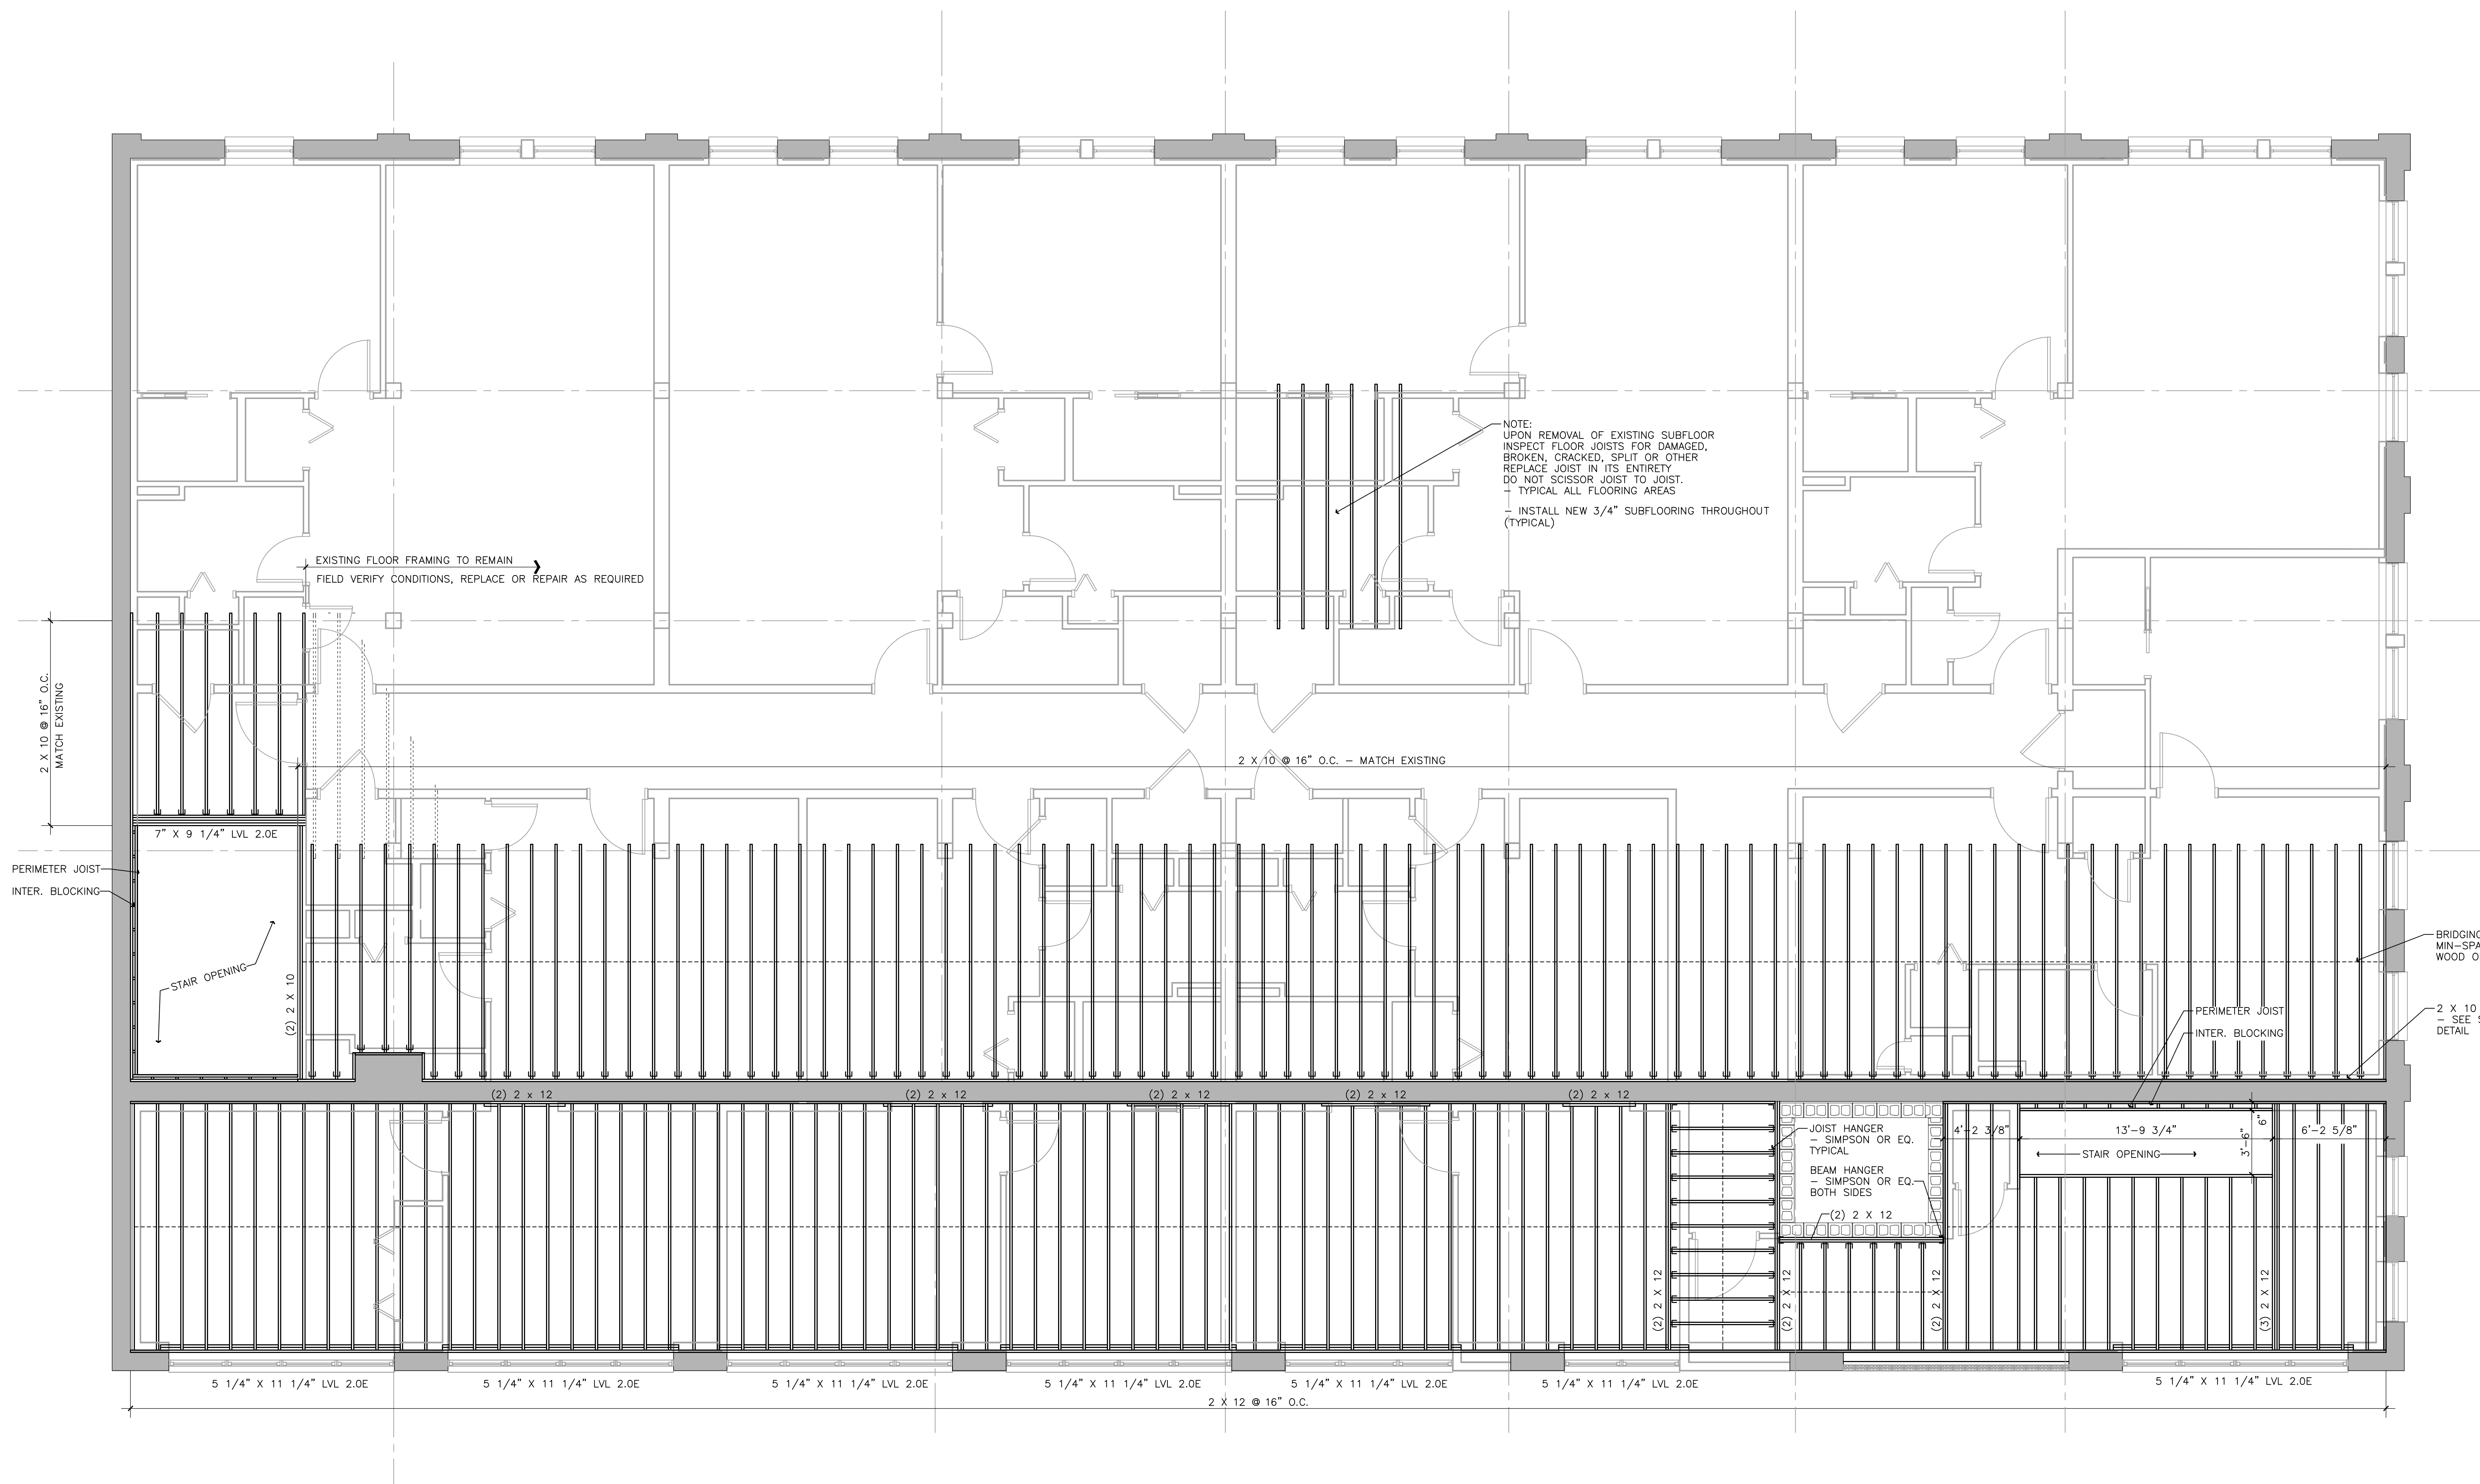 NOTE:
UPON REMOVAL OF EXISTING SUBFLOOR
INSPECT FLOOR JOISTS FOR DAMAGED,
BROKEN, CRACKED, SPLIT OR OTHER
REPLACE JOIST IN ITS ENTIRETY
DO NOT SCISSOR JOIST TO JOIST.
– TYPICAL ALL FLOORING AREAS
– INSTALL NEW 3/4" SUBFLOORING THROUGHOUT
(TYPICAL)
EXISTING FLOOR FRAMING TO REMAIN
FIELD VERIFY CONDITIONS, REPLACE OR REPAIR AS REQUIRED
2 X 10 @ 16" O.C.
MATCH EXISTING
2 X 10 @ 16" O.C. – MATCH EXISTING
7" X 9 1/4" LVL 2.0E
PERIMETER JOIST
INTER. BLOCKING
STAIR OPENING
(2) 2 X 10
BRIDGING
WOOD
2 X 10
– SEE
DETAIL
PERIMETER JOIST
INTER. BLOCKING
(2) 2 x 12
(2) 2 x 12
(2) 2 x 12
(2) 2 x 12
(2) 2 x 12
JOIST HANGER
– SIMPSON OR EQ.
TYPICAL
BEAM HANGER
– SIMPSON OR EQ.
BOTH SIDES
(2) 2 X 12
4'-2 3/8"
13'-9 3/4"
6"
3'-6"
6'-2 5/8"
STAIR OPENING
(2) 2 X 12
(2) 2 X 12
(2) 2 X 12
(3) 2 X 12
5 1/4" X 11 1/4" LVL 2.0E
5 1/4" X 11 1/4" LVL 2.0E
5 1/4" X 11 1/4" LVL 2.0E
5 1/4" X 11 1/4" LVL 2.0E
5 1/4" X 11 1/4" LVL 2.0E
5 1/4" X 11 1/4" LVL 2.0E
5 1/4" X 11 1/4" LVL 2.0E
2 X 12 @ 16" O.C.